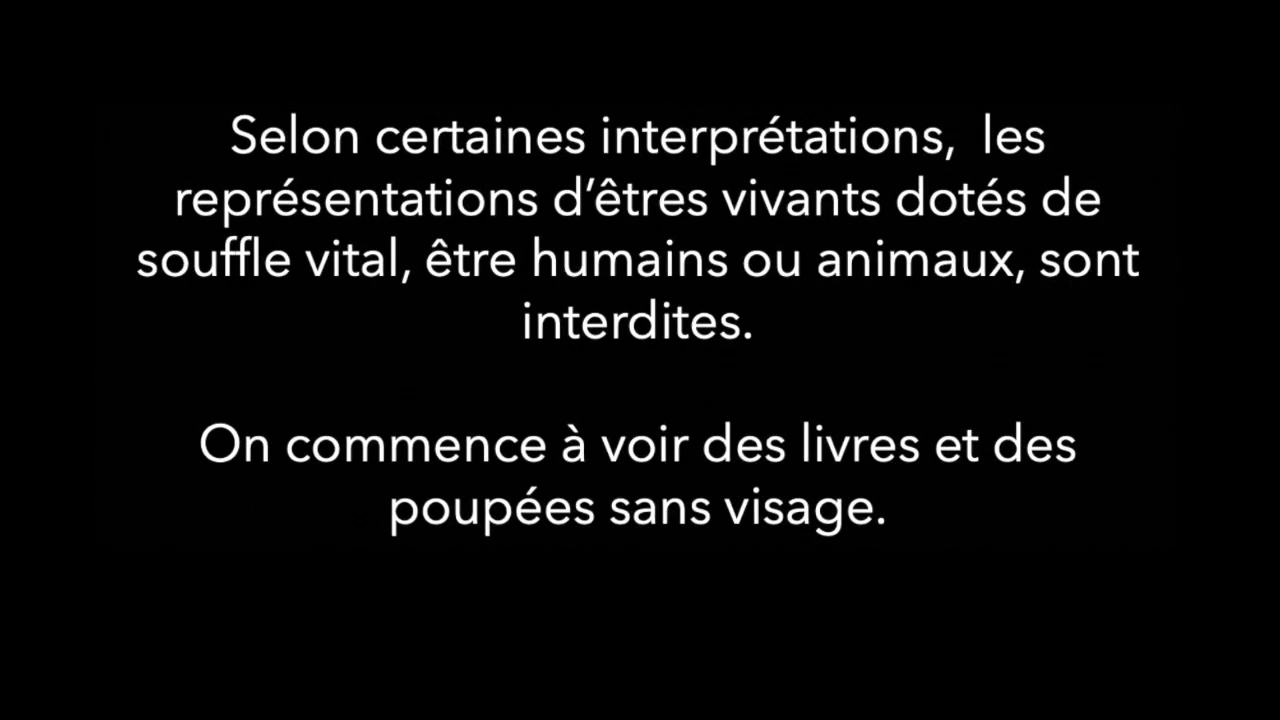 Selon certaines interprétations,  les
représentations d’êtres vivants dotés de
souffle vital, être humains ou animaux, sont
interdites.
On commence à voir des livres et des
poupées sans visage.